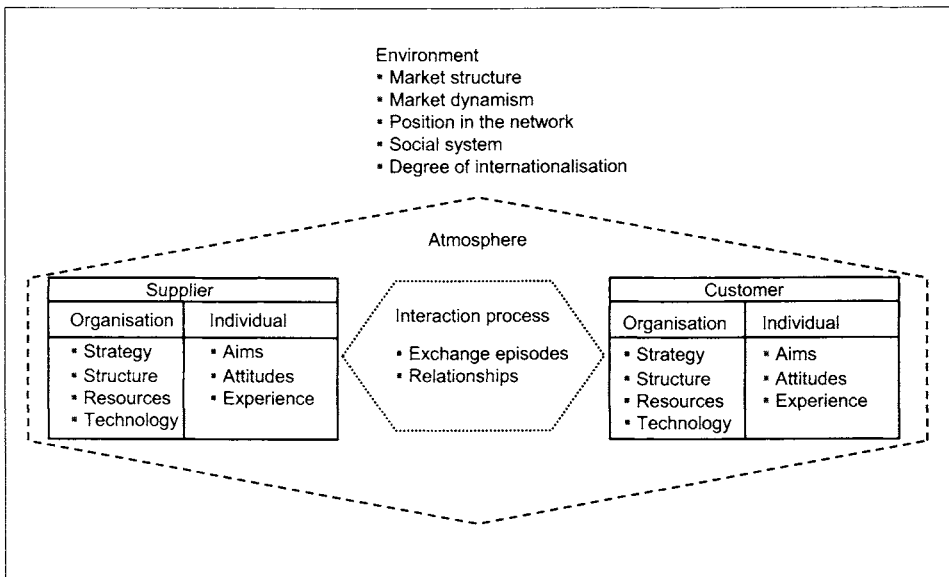 Environment
▪ Market structure
▪ Market dynamism
▪ Position in the network
▪ Social system
▪ Degree of internationalisation
Atmosphere
Supplier
Organisation Individual
▪ Strategy ▪ Aims
▪ Structure ▪ Attitudes
▪ Resources ▪ Experience
▪ Technology
Interaction process
▪ Exchange episodes
▪ Relationships
Customer
Organisation Individual
▪ Strategy ▪ Aims
▪ Structure ▪ Attitudes
▪ Resources ▪ Experience
▪ Technology